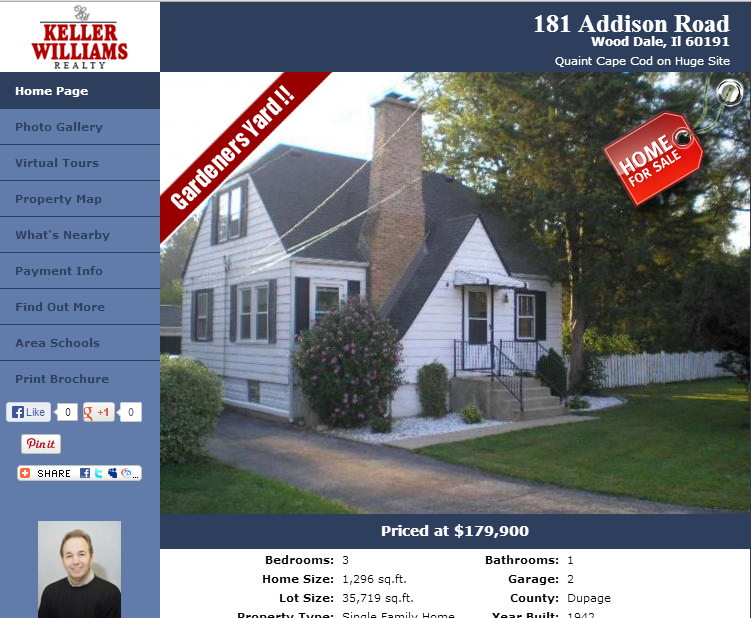 KELLER
WILLIAMS
REALTY
181 Addison Road
Wood Dale, Il 60191
Quaint Cape Cod on Huge Site
Home Page
Photo Gallery
Virtual Tours
Property Map
What's Nearby
Payment Info
Find Out More
Area Schools
Print Brochure
Like 0
+1 0
Pin it
SHARE ...
Gardeners Yard !!
HOME
FOR SALE
Priced at $179,900
Bedrooms: 3 Bathrooms: 1
Home Size: 1,296 sq.ft. Garage: 2
Lot Size: 35,719 sq.ft. County: Dupage
Property Type: Single Family Home Year Built: 1942